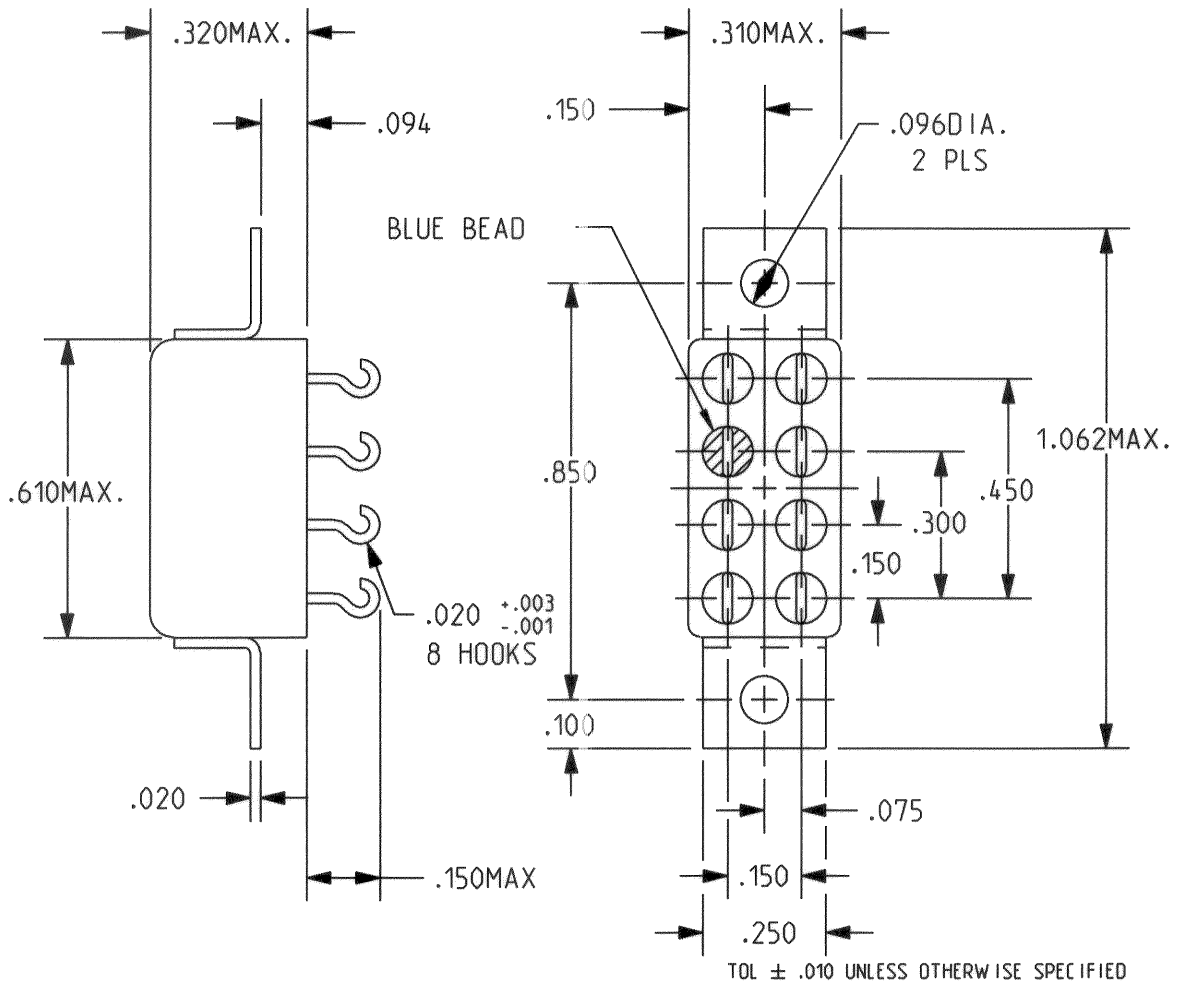 .320MAX.
.310MAX.
.150
.094
.096DIA.
2 PLS
BLUE BEAD
1.062MAX.
.850
.610MAX.
.450
.300
.150
.020 +.003
-.001
8 HOOKS
.100
.020
.075
.150MAX
.150
.250
TOL ± .010 UNLESS OTHERWISE SPECIFIED